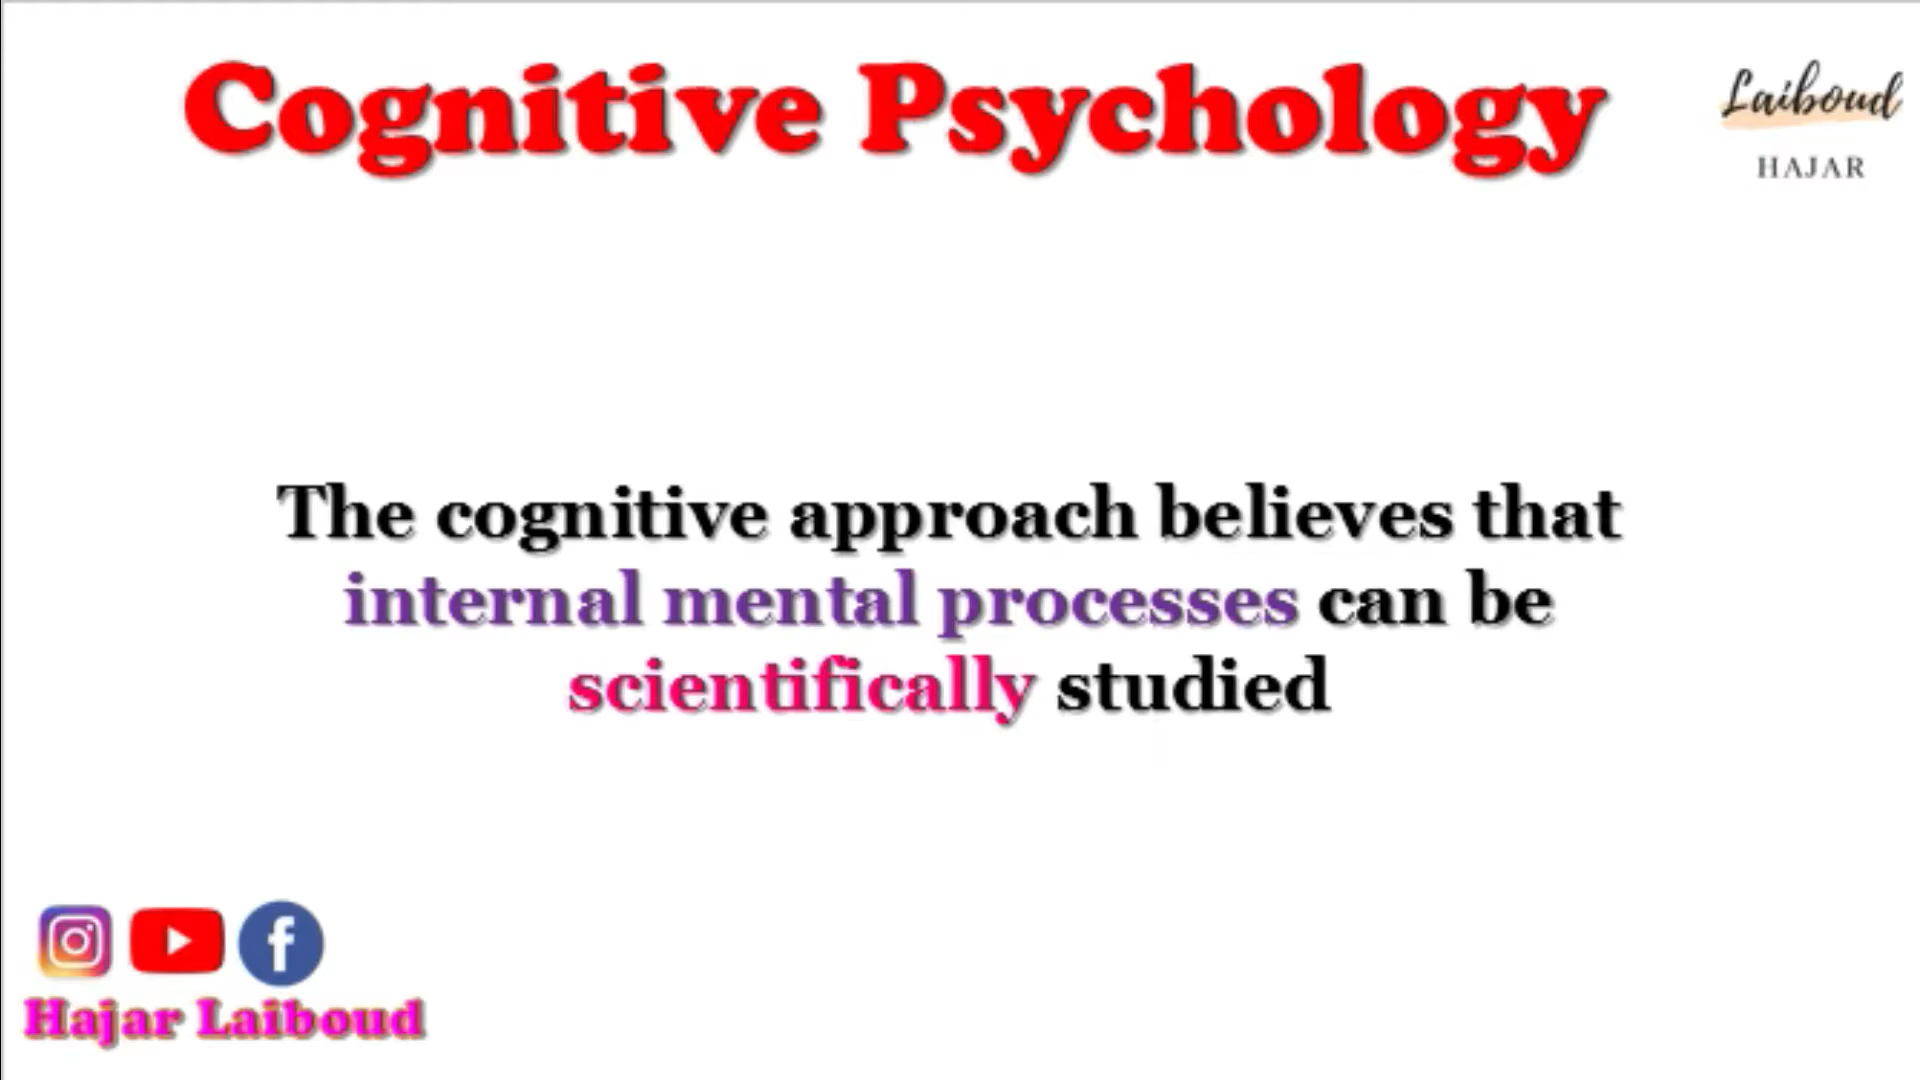 Cognitive Psychology
Laiboud
HAJAR
The cognitive approach believes that
internal mental processes can be
scientifically studied
Hajar Laiboud